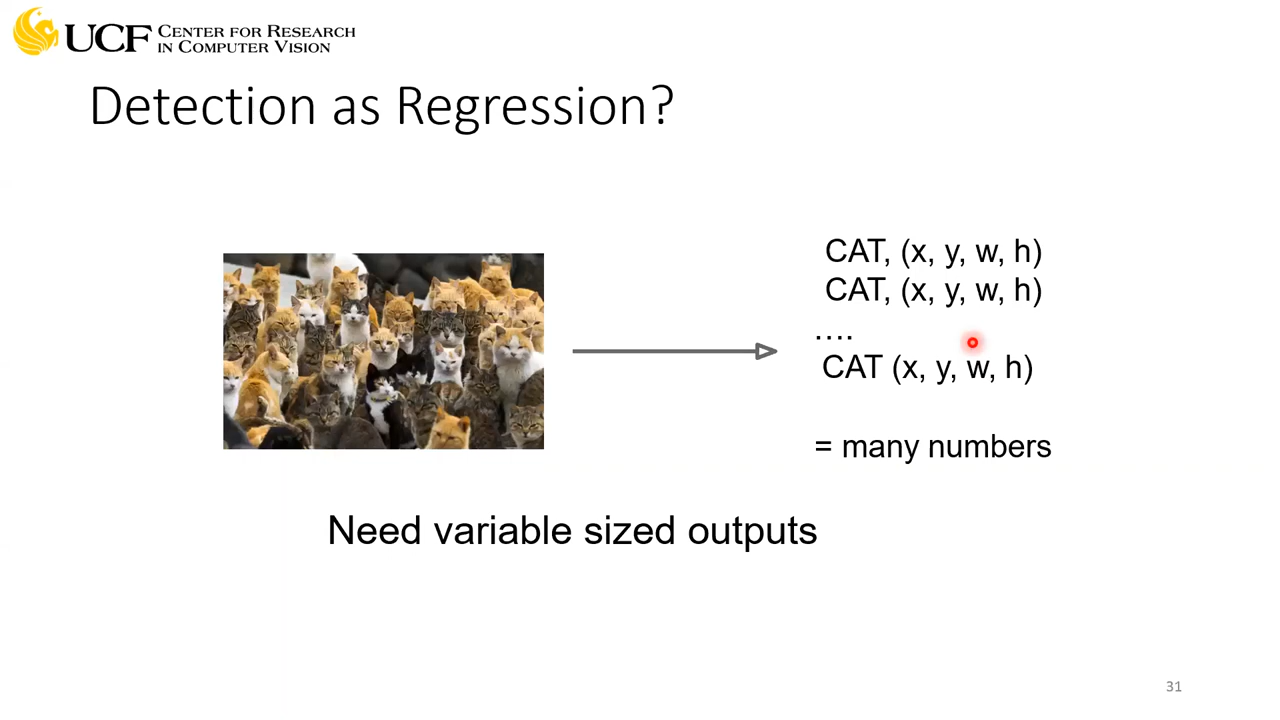 UCF CENTER FOR RESEARCH
IN COMPUTER VISION
Detection as Regression?
CAT, (x, y, w, h)
CAT, (x, y, w, h)
....
CAT (x, y, w, h)
= many numbers
Need variable sized outputs
31